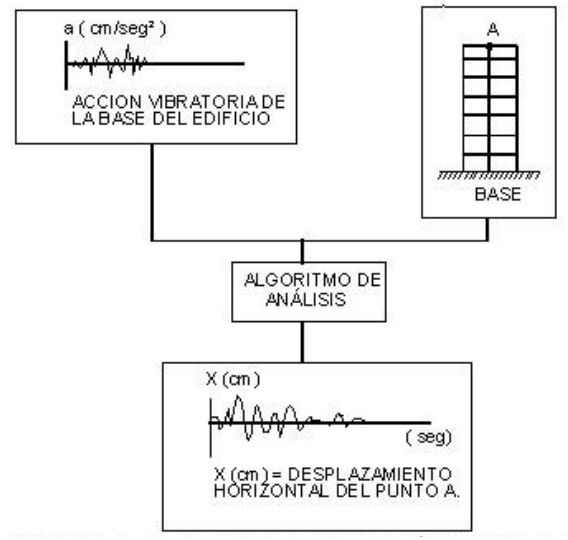 a ( cm/seg² )
ACCION VIBRATORIA DE
LA BASE DEL EDIFICIO
A
BASE
ALGORITMO DE
ANÁLISIS
X (cm)
( seg)
X (cm) = DESPLAZAMIENTO
HORIZONTAL DEL PUNTO A.